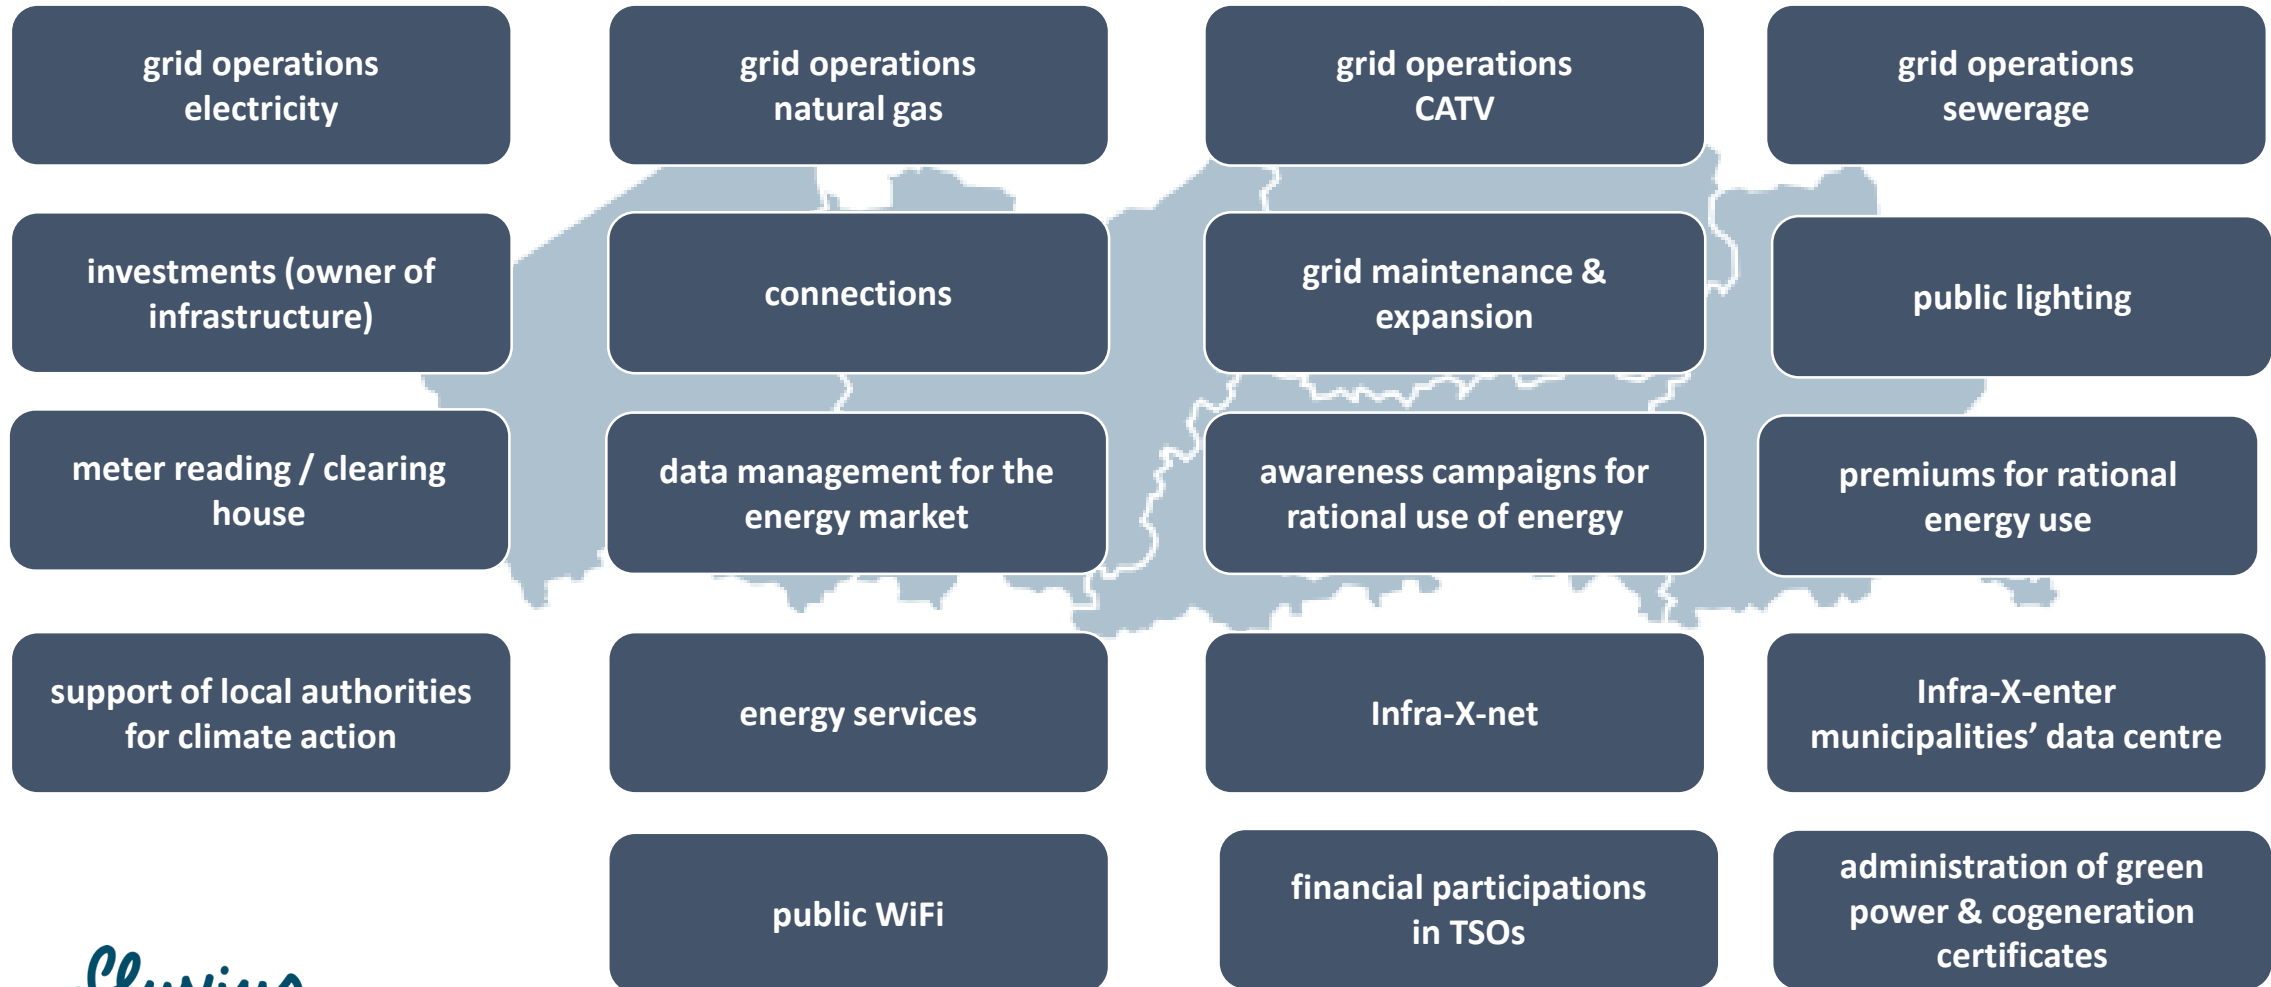 grid operations
electricity
grid operations
natural gas
grid operations
CATV
grid operations
sewerage
investments (owner of
infrastructure)
connections
grid maintenance &
expansion
public lighting
meter reading / clearing
house
data management for the
energy market
awareness campaigns for
rational use of energy
premiums for rational
energy use
support of local authorities
for climate action
energy services
Infra-X-net
Infra-X-enter
municipalities’ data centre
public WiFi
financial participations
in TSOs
administration of green
power & cogeneration
certificates